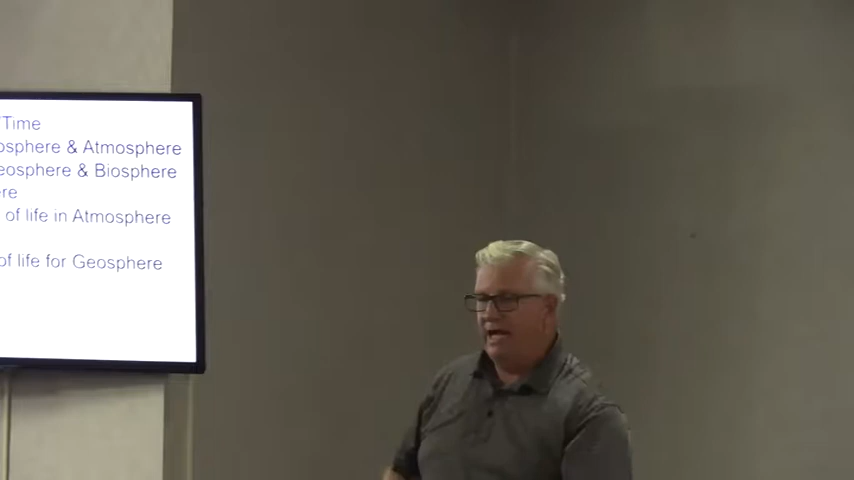 Time
osphere & Atmosphere
eosphere & Biosphere
ere
of life in Atmosphere
of life for Geosphere